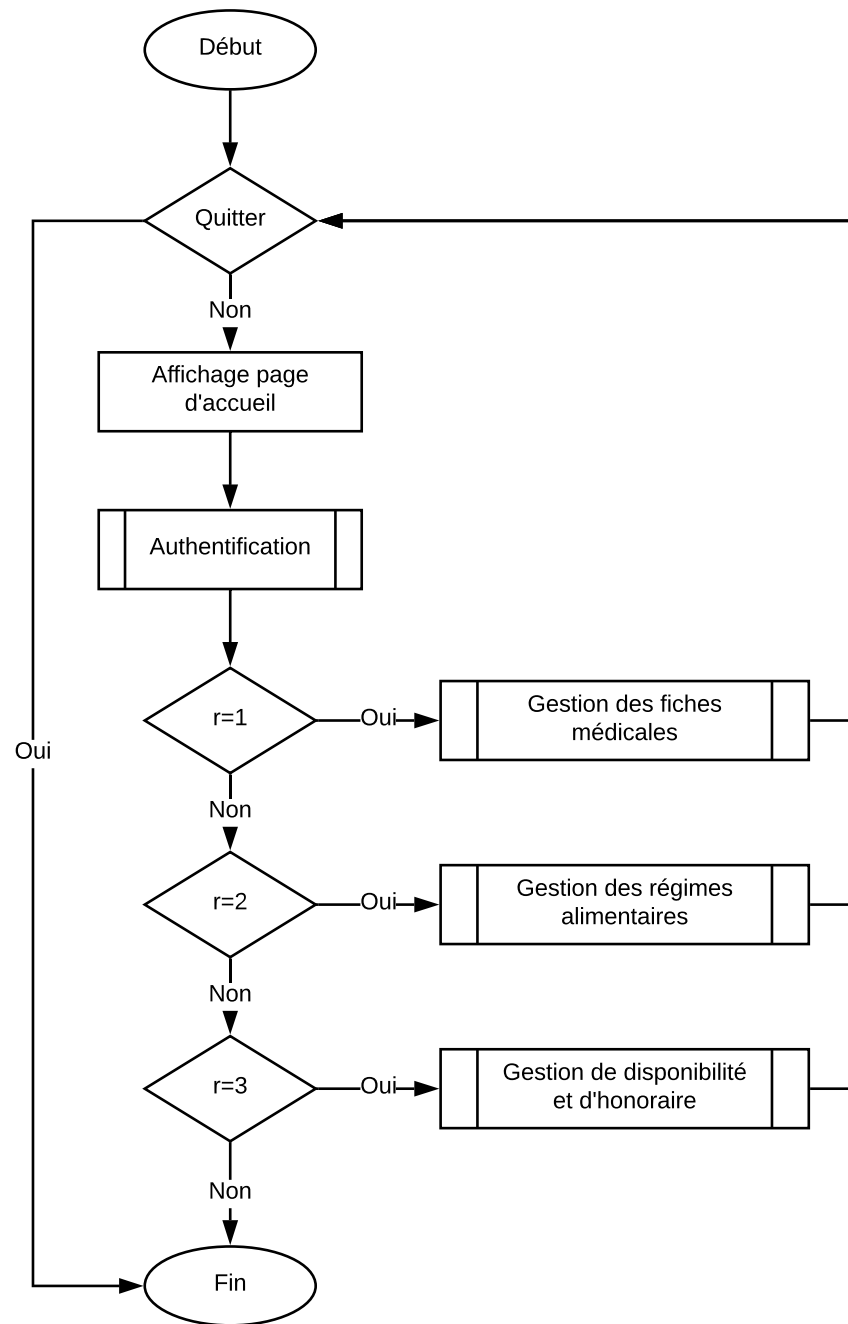 Début
Quitter
Non
Affichage page
d'accueil
Authentification
r=1
Oui
Gestion des fiches
médicales
Oui
Non
r=2
Oui
Gestion des régimes
alimentaires
Non
r=3
Oui
Gestion de disponibilité
et d'honoraire
Non
Fin